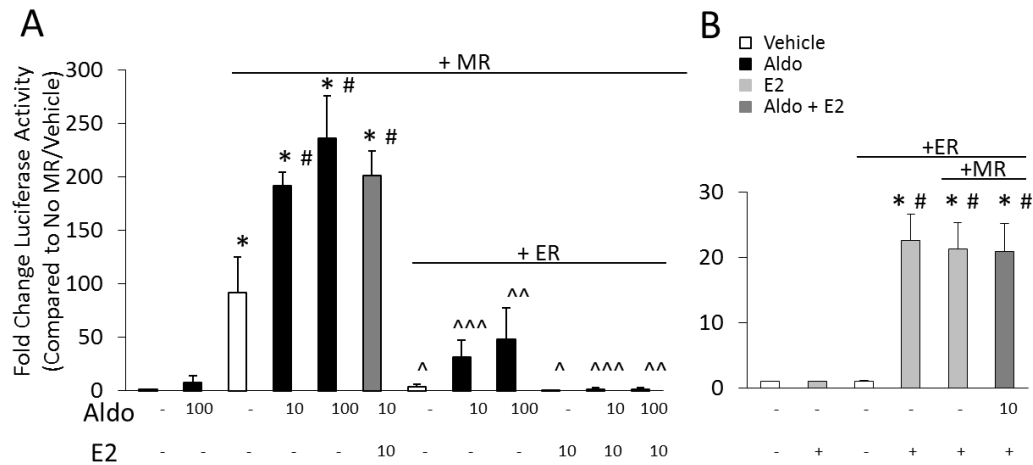 A
Fold Change Luciferase Activity
(Compared to No MR/Vehicle)
300
250
200
150
100
50
0
+ MR
*
* #
* #
* #
+ ER
^
^^^
^^
^
^^^
^^
Aldo - 100 - 10 100 10 - 10 100 - 10 100
E2 10 10 10 10
B
Vehicle
Aldo
E2
Aldo + E2
+ER
+MR
* # * # * #
30
20
10
0
- - - - - 10
- + - + + +